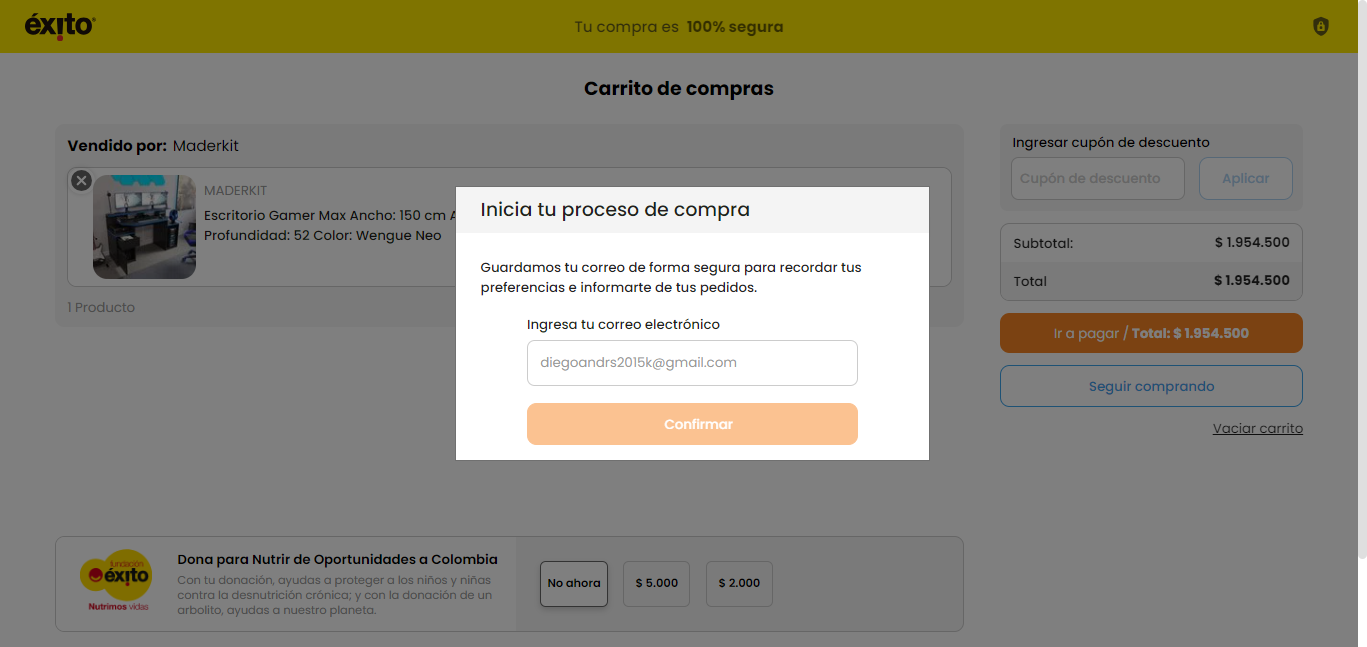 éxito
Tu compra es 100% segura
Carrito de compras
Vendido por: Maderkit
MADERKIT
Escritorio Gamer Max Ancho: 150 cm A
Profundidad: 52 Color: Wengue Neo
1 Producto
Inicia tu proceso de compra
Guardamos tu correo de forma segura para recordar tus
preferencias e informarte de tus pedidos.
Ingresa tu correo electrónico
diegoandrs2015k@gmail.com
Confirmar
Ingresar cupón de descuento
Cupón de descuento
Aplicar
Subtotal: $ 1.954.500
Total $ 1.954.500
Ir a pagar / Total: $ 1.954.500
Seguir comprando
Vaciar carrito
fundación
éxito
Nutrimos vidas
Dona para Nutrir de Oportunidades a Colombia
Con tu donación, ayudas a proteger a los niños y niñas
contra la desnutrición crónica; y con la donación de un
arbolito, ayudas a nuestro planeta.
No ahora
$ 5.000
$ 2.000